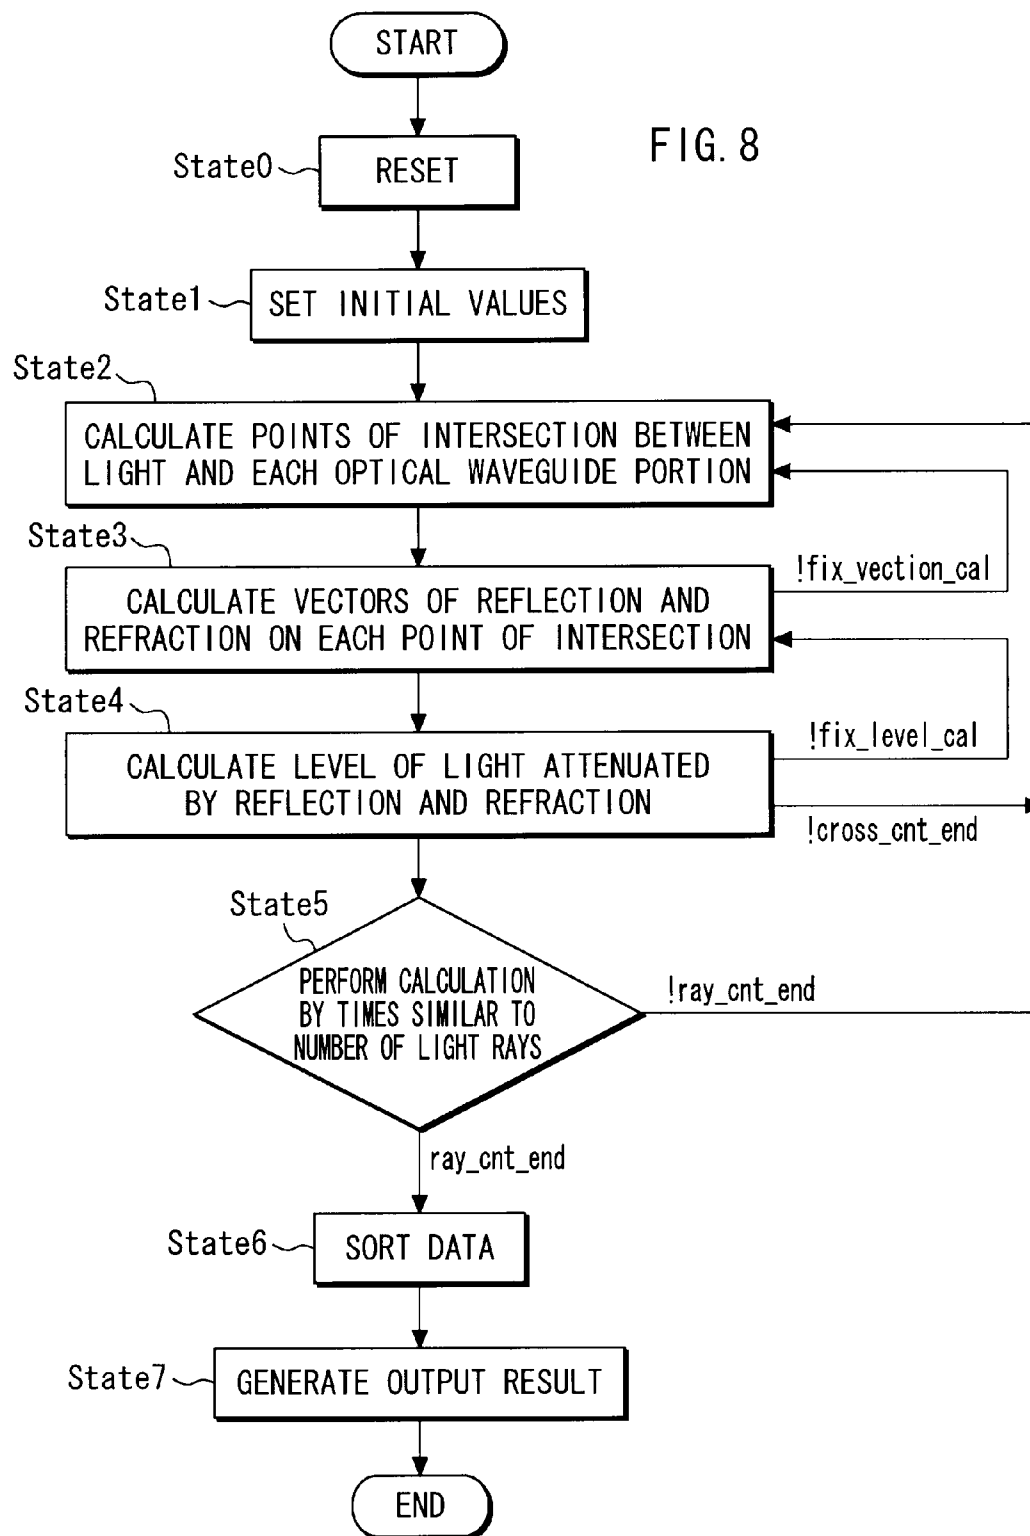 START
FIG. 8
State0
RESET
State1
SET INITIAL VALUES
State2
CALCULATE POINTS OF INTERSECTION BETWEEN
LIGHT AND EACH OPTICAL WAVEGUIDE PORTION
State3
!fix_vection_cal
CALCULATE VECTORS OF REFLECTION AND
REFRACTION ON EACH POINT OF INTERSECTION
State4
!fix_level_cal
CALCULATE LEVEL OF LIGHT ATTENUATED
BY REFLECTION AND REFRACTION
!cross_cnt_end
State5
PERFORM CALCULATION
BY TIMES SIMILAR TO
NUMBER OF LIGHT RAYS
!ray_cnt_end
ray_cnt_end
State6
SORT DATA
State7
GENERATE OUTPUT RESULT
END